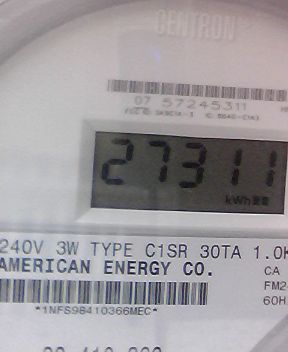 CENTRON
07 57245311
27311
kWh
240V 3W TYPE C1SR 30TA 1.0K
AMERICAN ENERGY CO.
CA
FM2
60H
*1NFS98410366MEC*